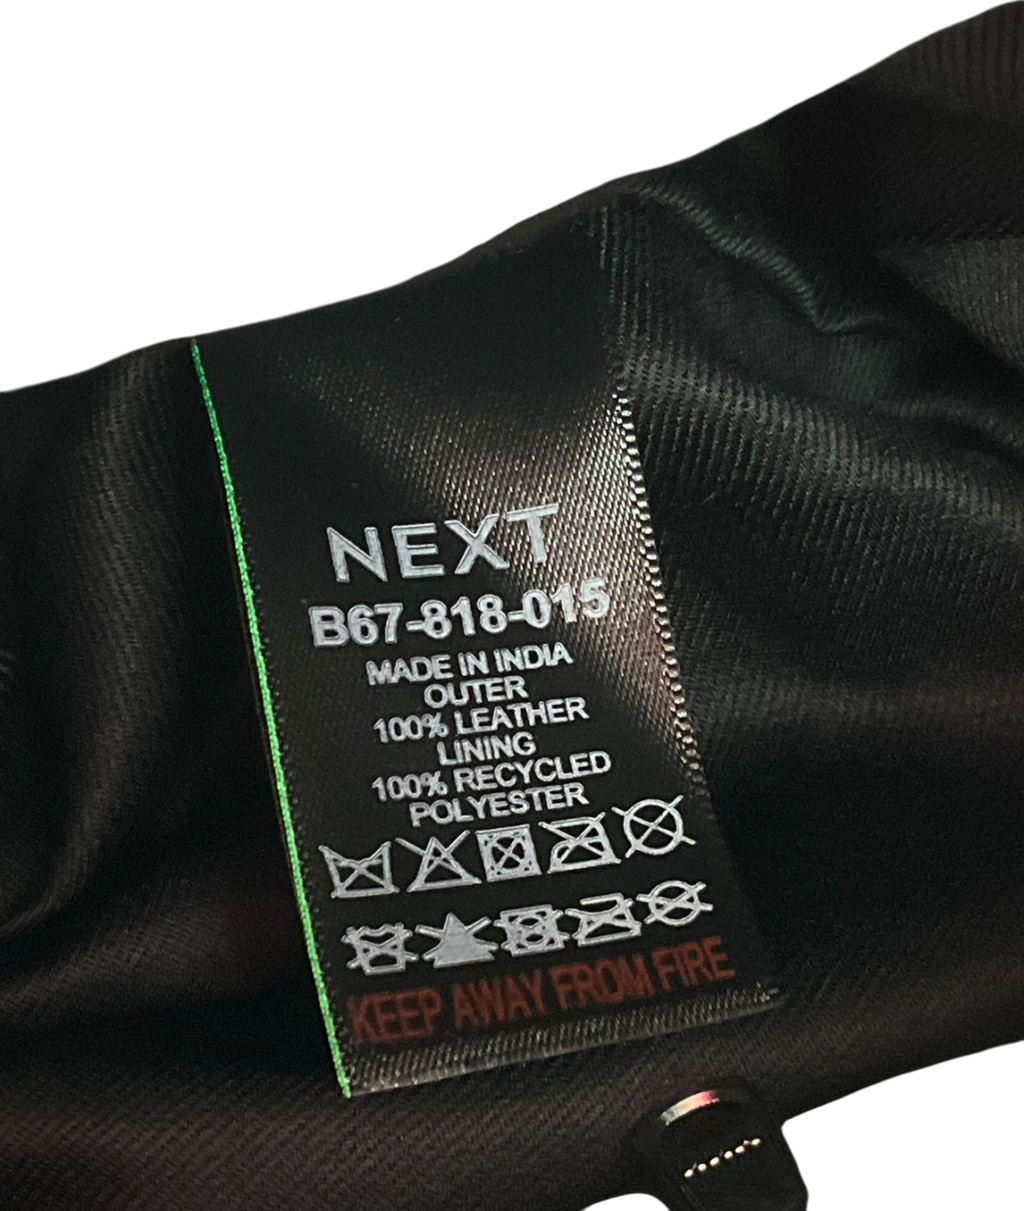 NEXT
B67-818-015
MADE IN INDIA
OUTER
100% LEATHER
LINING
100% RECYCLED
POLYESTER
KEEP AWAY FROM FIRE